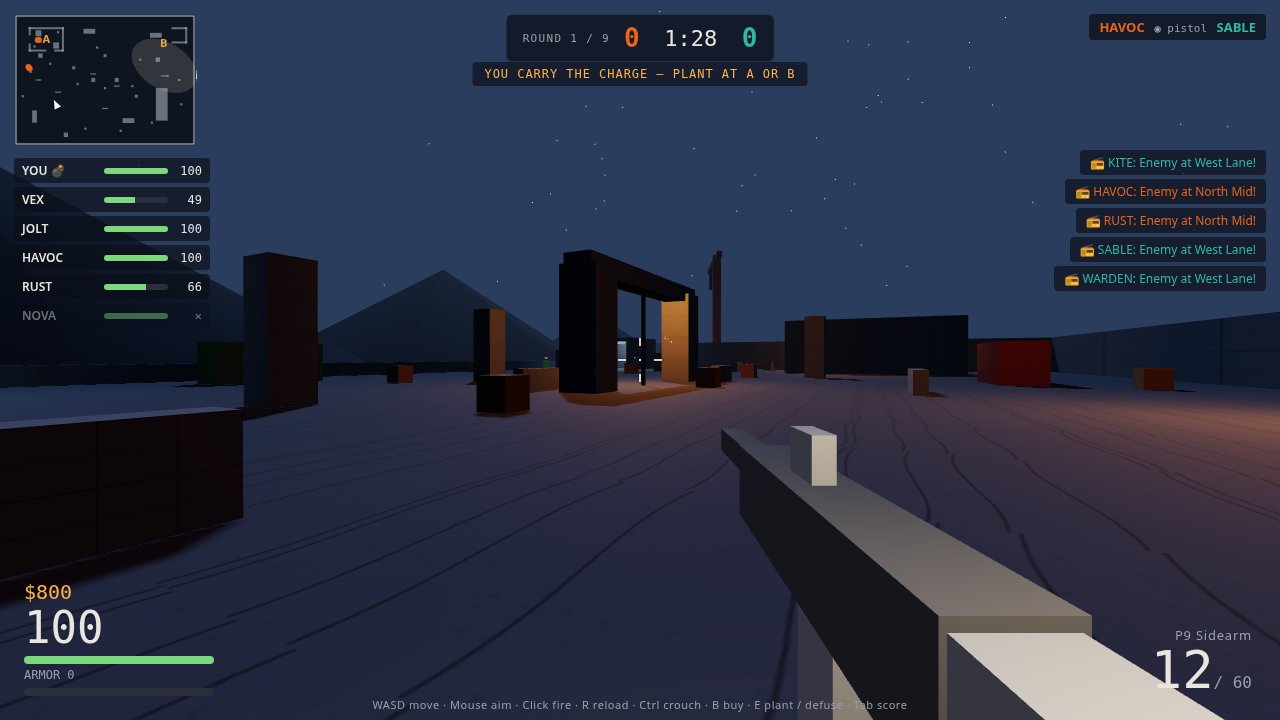 A
B
ROUND 1 / 9 0 1:28 0
YOU CARRY THE CHARGE — PLANT AT A OR B
HAVOC ◉ pistol SABLE
YOU 💣 100
VEX 49
JOLT 100
HAVOC 100
RUST 66
NOVA ×
📻 KITE: Enemy at West Lane!
📻 HAVOC: Enemy at North Mid!
📻 RUST: Enemy at North Mid!
📻 SABLE: Enemy at West Lane!
📻 WARDEN: Enemy at West Lane!
$800
100
ARMOR 0
P9 Sidearm
12 / 60
WASD move · Mouse aim · Click fire · R reload · Ctrl crouch · B buy · E plant / defuse · Tab score